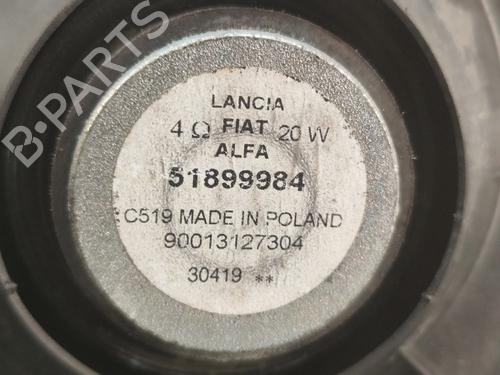 B-Parts
LANCIA
4 Ω FIAT 20 W
ALFA
51899984
C519 MADE IN POLAND
90013127304
30419 **